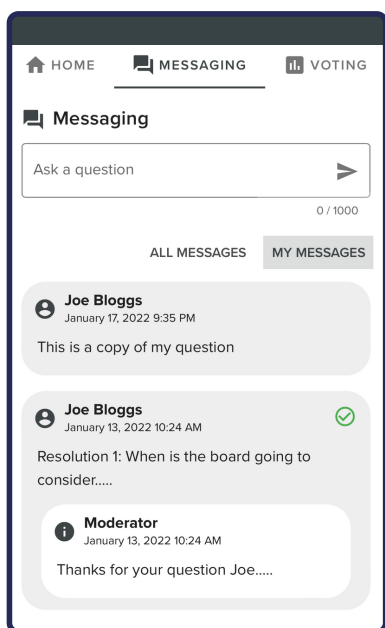 HOME MESSAGING VOTING
Messaging
Ask a question
0 / 1000
ALL MESSAGES MY MESSAGES
Joe Bloggs
January 17, 2022 9:35 PM
This is a copy of my question
Joe Bloggs
January 13, 2022 10:24 AM
Resolution 1: When is the board going to
consider.....
Moderator
January 13, 2022 10:24 AM
Thanks for your question Joe.....